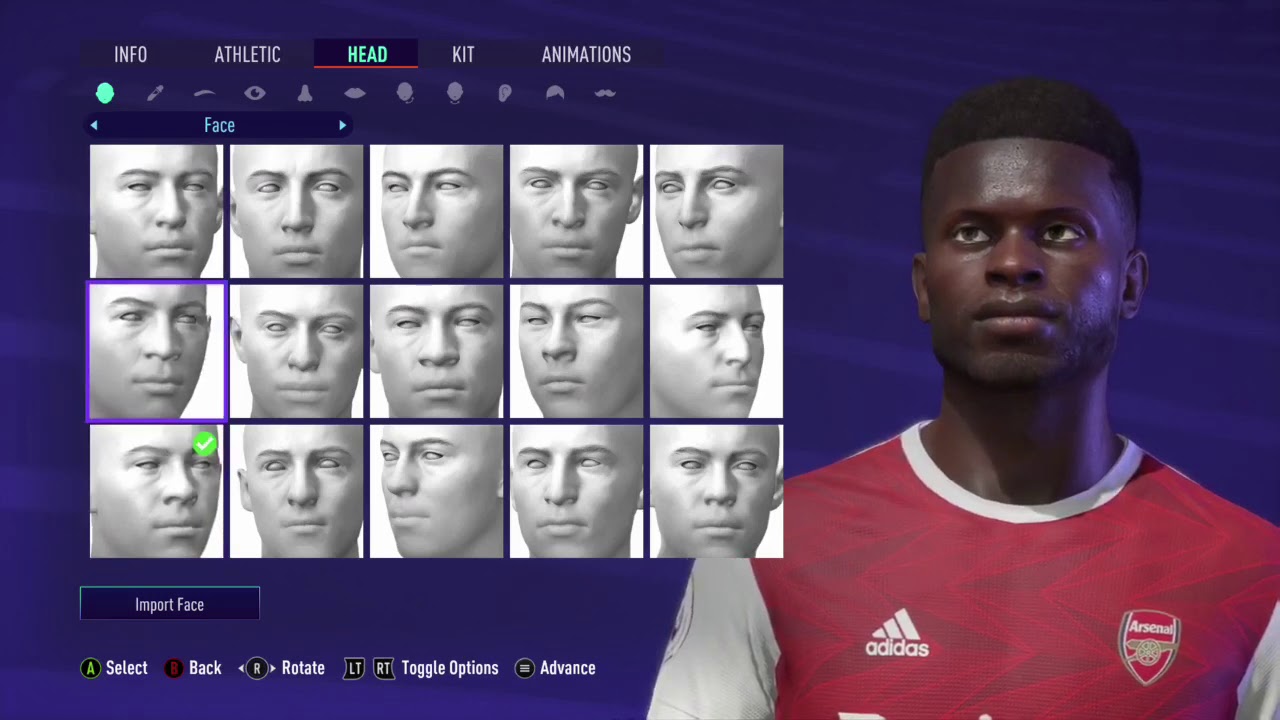 INFO ATHLETIC HEAD KIT ANIMATIONS
Face
Import Face
A Select B Back R Rotate LT RT Toggle Options Advance
adidas
Arsenal